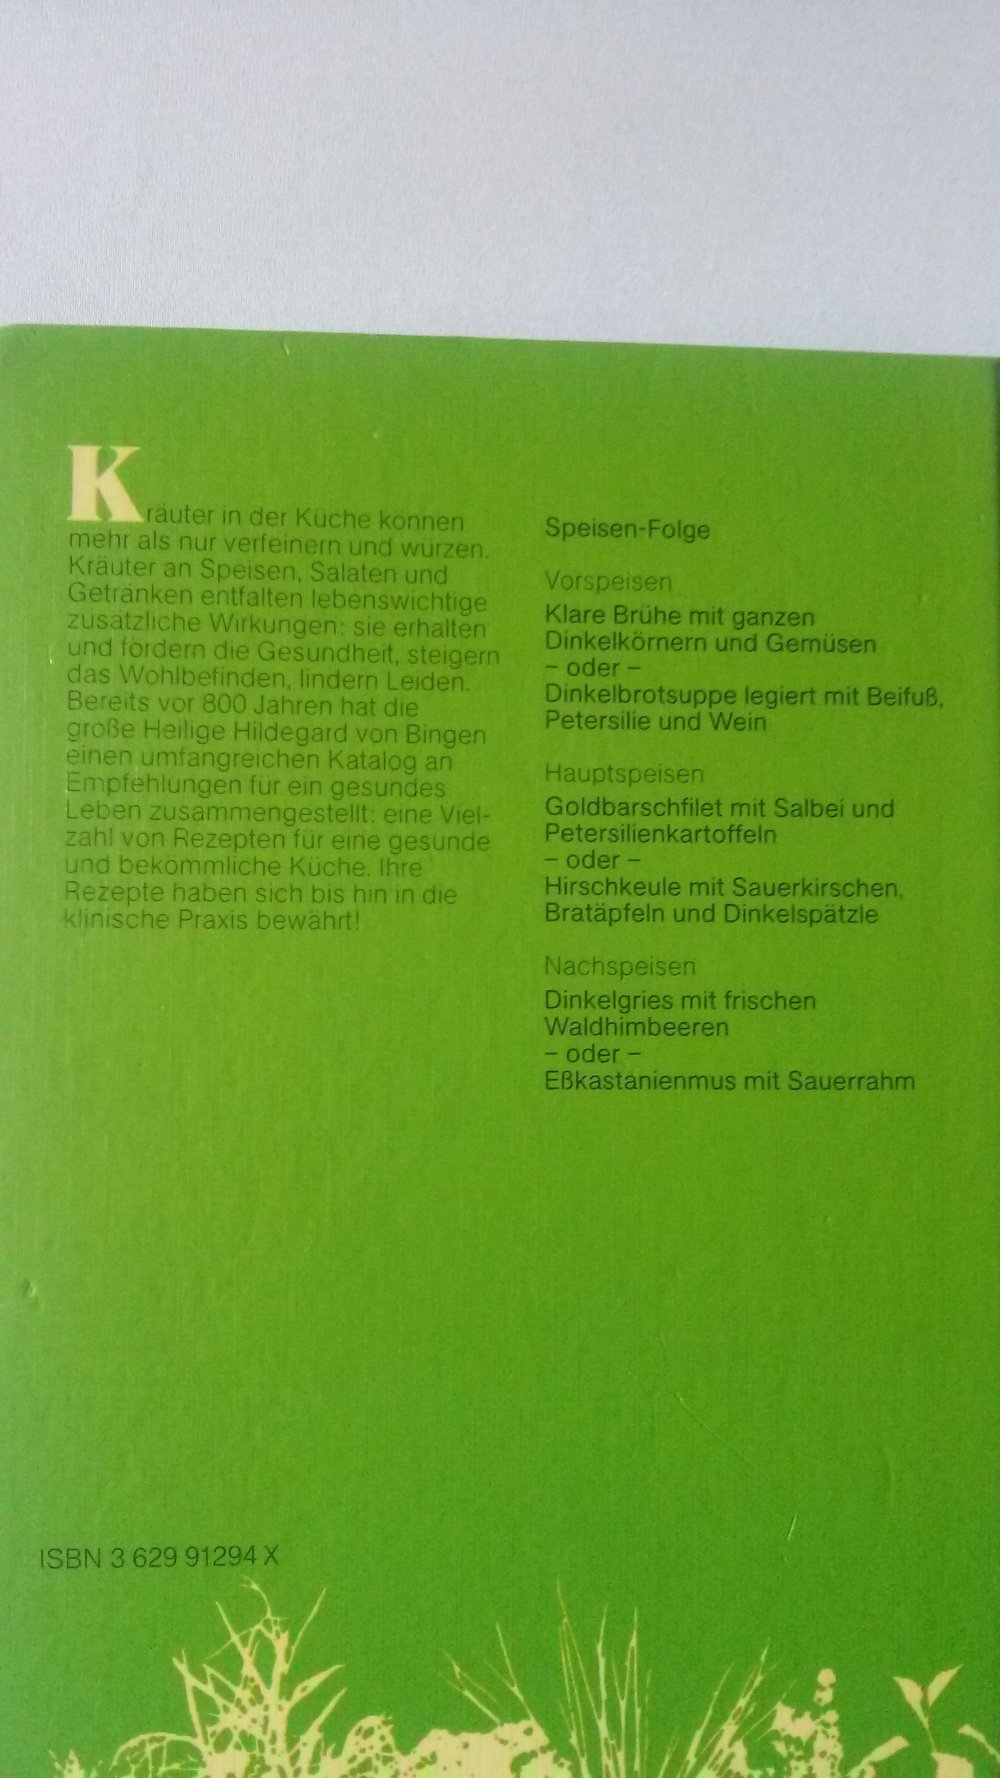 Kräuter in der Küche können
mehr als nur verfeinern und würzen.
Kräuter an Speisen, Salaten und
Getränken entfalten lebenswichtige
zusätzliche Wirkungen: sie erhalten
und fördern die Gesundheit, steigern
das Wohlbefinden, lindern Leiden.
Bereits vor 800 Jahren hat die
große Heilige Hildegard von Bingen
einen umfangreichen Katalog an
Empfehlungen für ein gesundes
Leben zusammengestellt: eine Viel-
zahl von Rezepten für eine gesunde
und bekömmliche Küche. Ihre
Rezepte haben sich bis hin in die
klinische Praxis bewährt!
Speisen-Folge
Vorspeisen
Klare Brühe mit ganzen
Dinkelkörnern und Gemüsen
– oder –
Dinkelbrotsuppe legiert mit Beifuß,
Petersilie und Wein
Hauptspeisen
Goldbarschfilet mit Salbei und
Petersilienkartoffeln
– oder –
Hirschkeule mit Sauerkirschen,
Bratäpfeln und Dinkelspätzle
Nachspeisen
Dinkelgries mit frischen
Waldhimbeeren
– oder –
Eßkastanienmus mit Sauerrahm
ISBN 3 629 91294 X